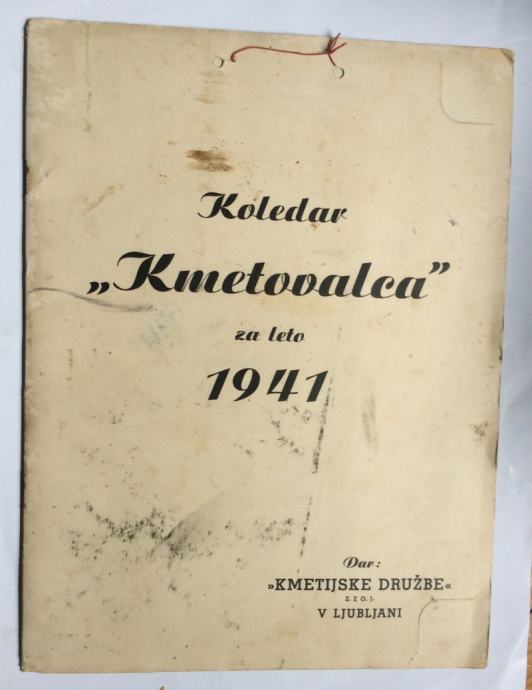 Koledar
„Kmetovalca”
za leto
1941
Dar:
»KMETIJSKE DRUŽBE«
Z. Z O. J.
V LJUBLJANI